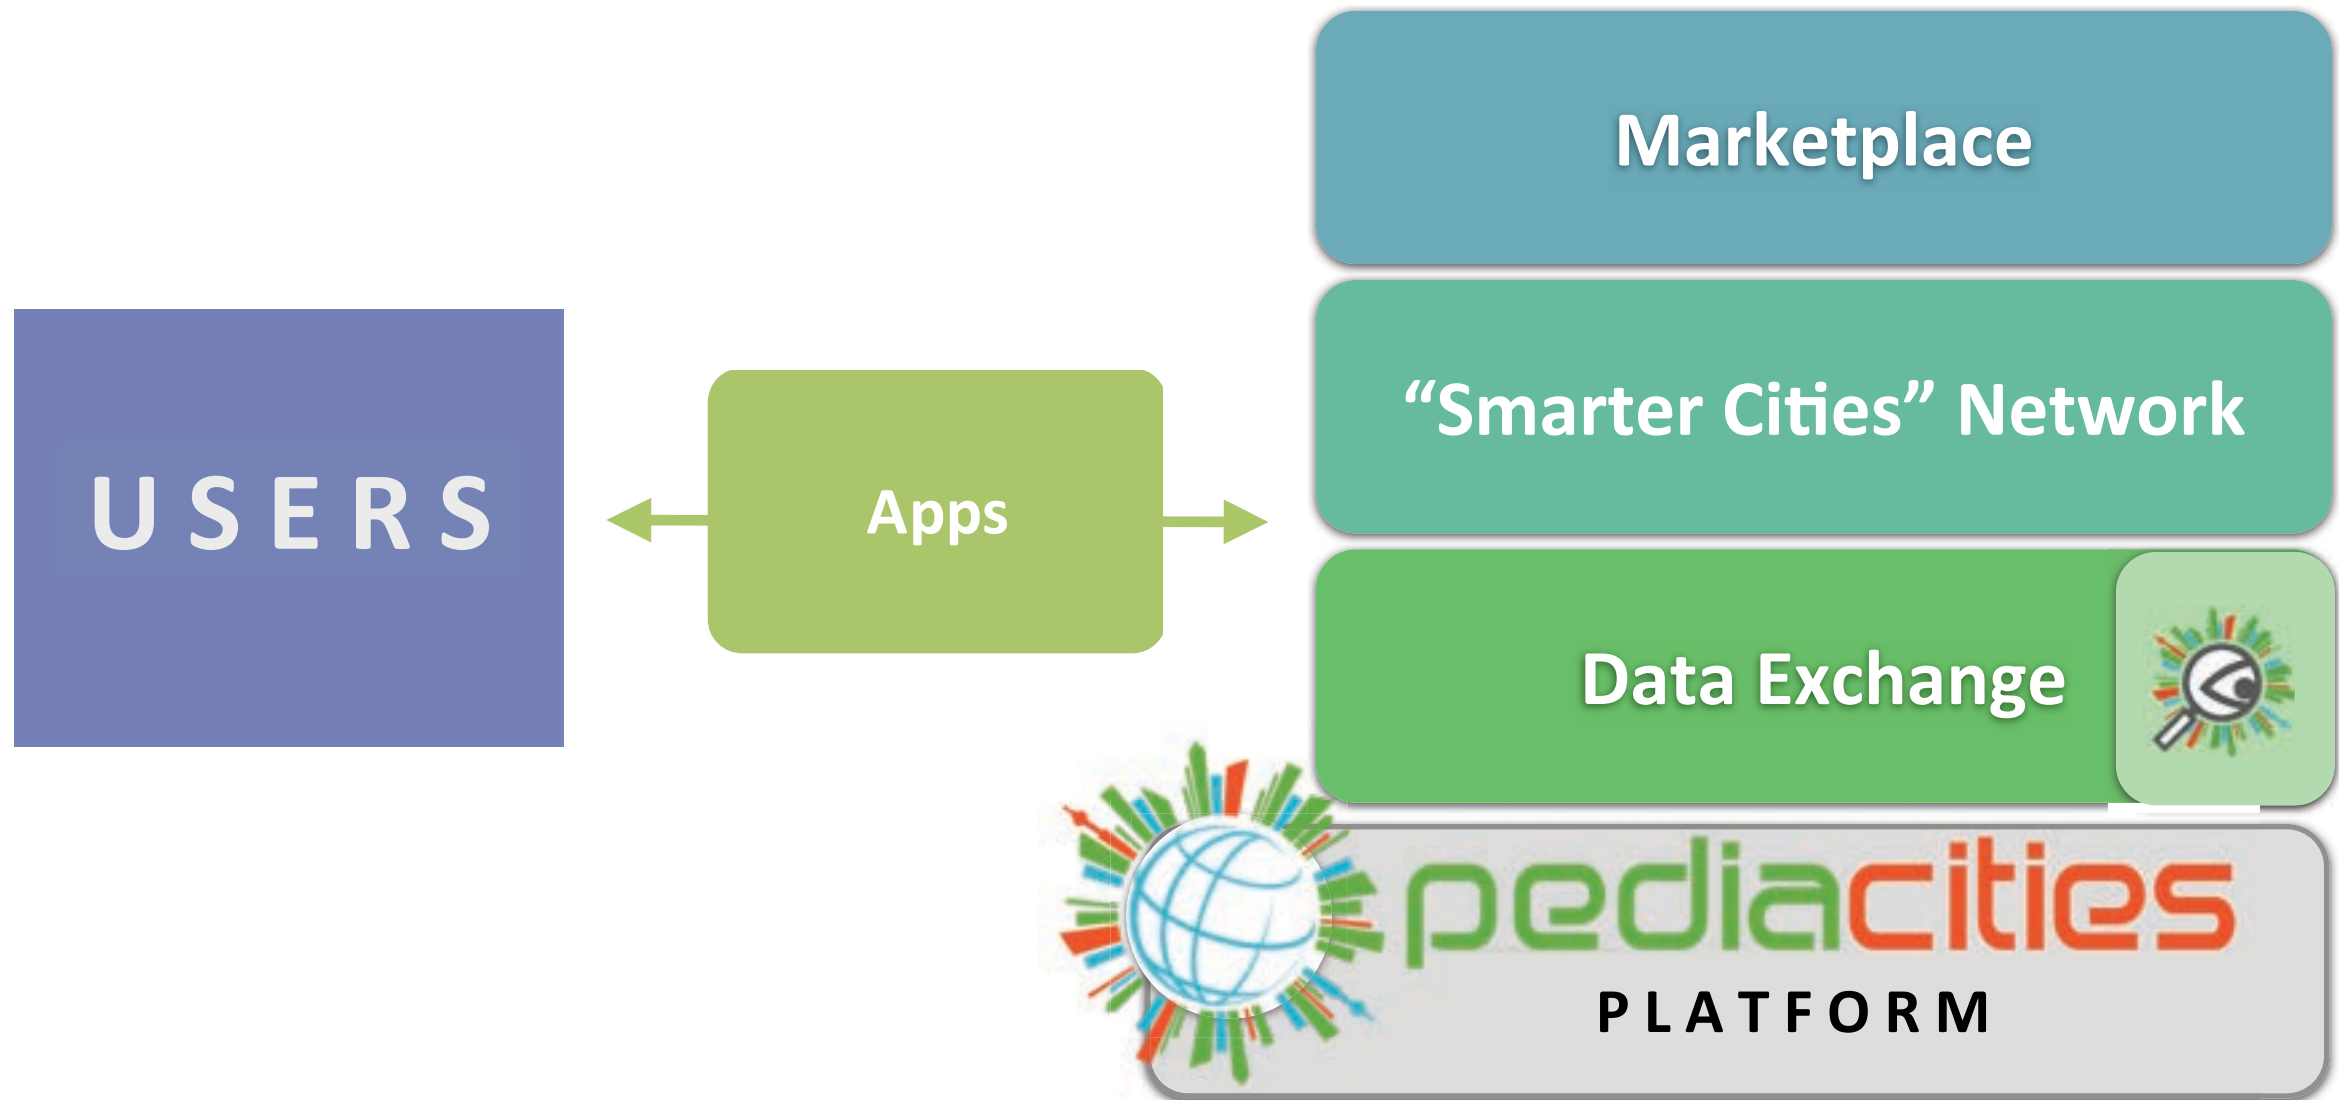 Marketplace
“Smarter Cities” Network
USERS
Apps
Data Exchange
pediacities
PLATFORM